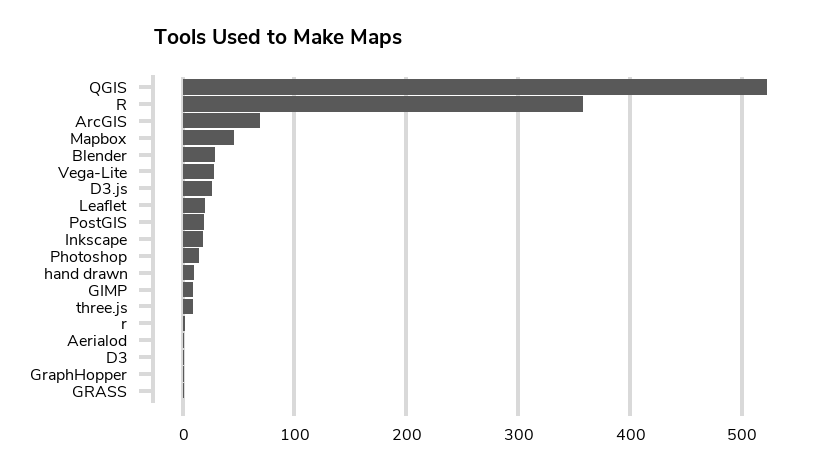 Tools Used to Make Maps
QGIS
R
ArcGIS
Mapbox
Blender
Vega-Lite
D3.js
Leaflet
PostGIS
Inkscape
Photoshop
hand drawn
GIMP
three.js
r
Aerialod
D3
GraphHopper
GRASS
0 100 200 300 400 500